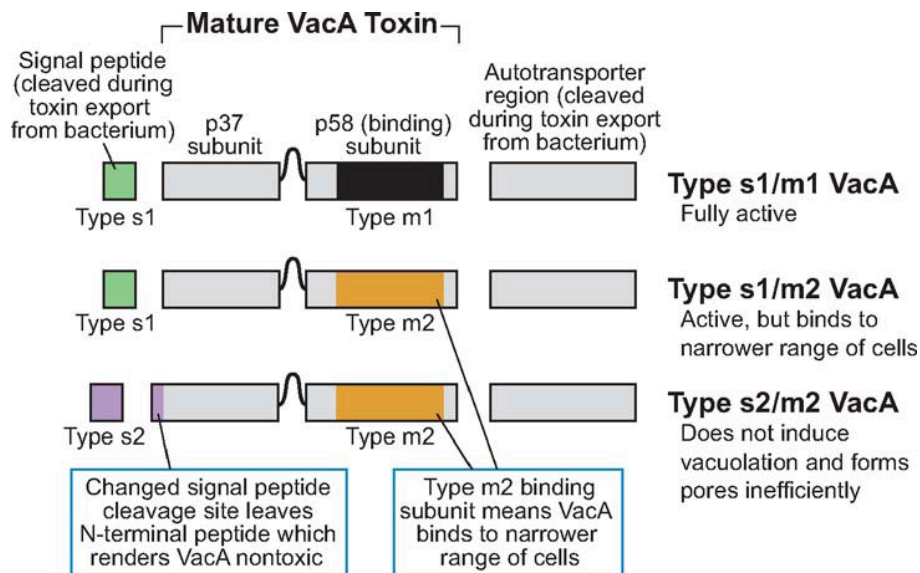 Mature VacA Toxin
Signal peptide
(cleaved during
toxin export
from bacterium)
p37
subunit
p58 (binding)
subunit
Autotransporter
region (cleaved
during toxin export
from bacterium)
Type s1
Type m1
Type s1/m1 VacA
Fully active
Type s1
Type m2
Type s1/m2 VacA
Active, but binds to
narrower range of cells
Type s2
Type m2
Type s2/m2 VacA
Does not induce
vacuolation and forms
pores inefficiently
Changed signal peptide
cleavage site leaves
N-terminal peptide which
renders VacA nontoxic
Type m2 binding
subunit means VacA
binds to narrower
range of cells